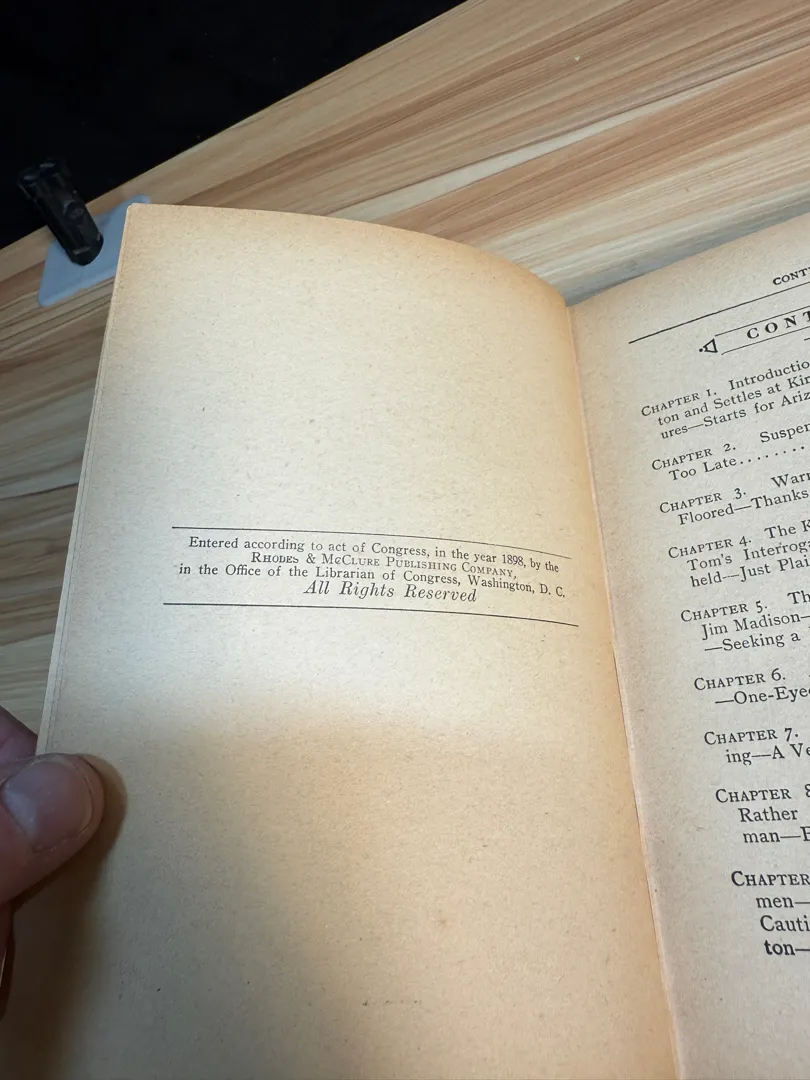 Entered according to act of Congress, in the year 1898, by the
RHODES & McCLURE PUBLISHING COMPANY,
in the Office of the Librarian of Congress, Washington, D. C.
All Rights Reserved
CHAPTER 1. Introductio
ton and Settles at Kin
ures—Starts for Ariz
CHAPTER 2. Suspen
Too Late........
CHAPTER 3. Warn
Floored—Thanks
CHAPTER 4. The K
Tom's Interroga
held—Just Plai
CHAPTER 5. Th
Jim Madison—
—Seeking a
CHAPTER 6.
—One-Eye
CHAPTER 7.
ing—A Ve
CHAPTER 8
Rather
man—E
CHAPTER
men—
Cauti
ton—